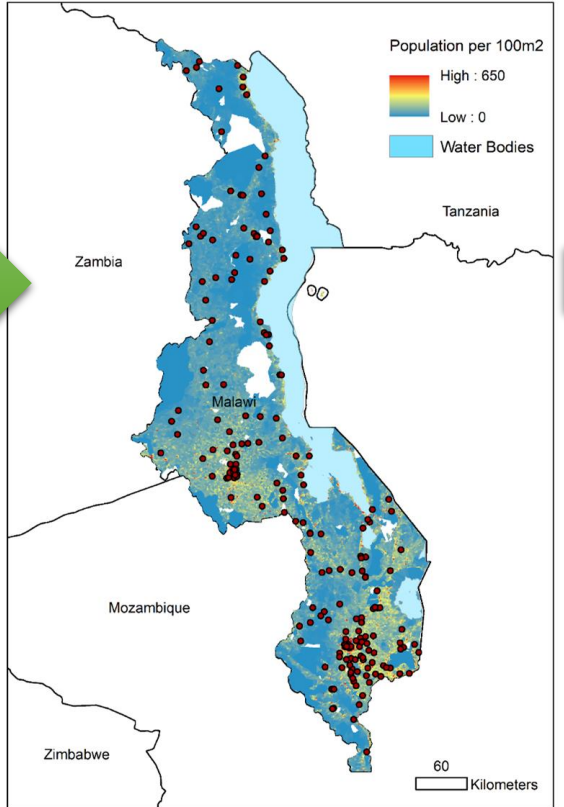 Population per 100m2
High : 650
Low : 0
Water Bodies
Tanzania
Zambia
Malawi
Mozambique
Zimbabwe
60
Kilometers